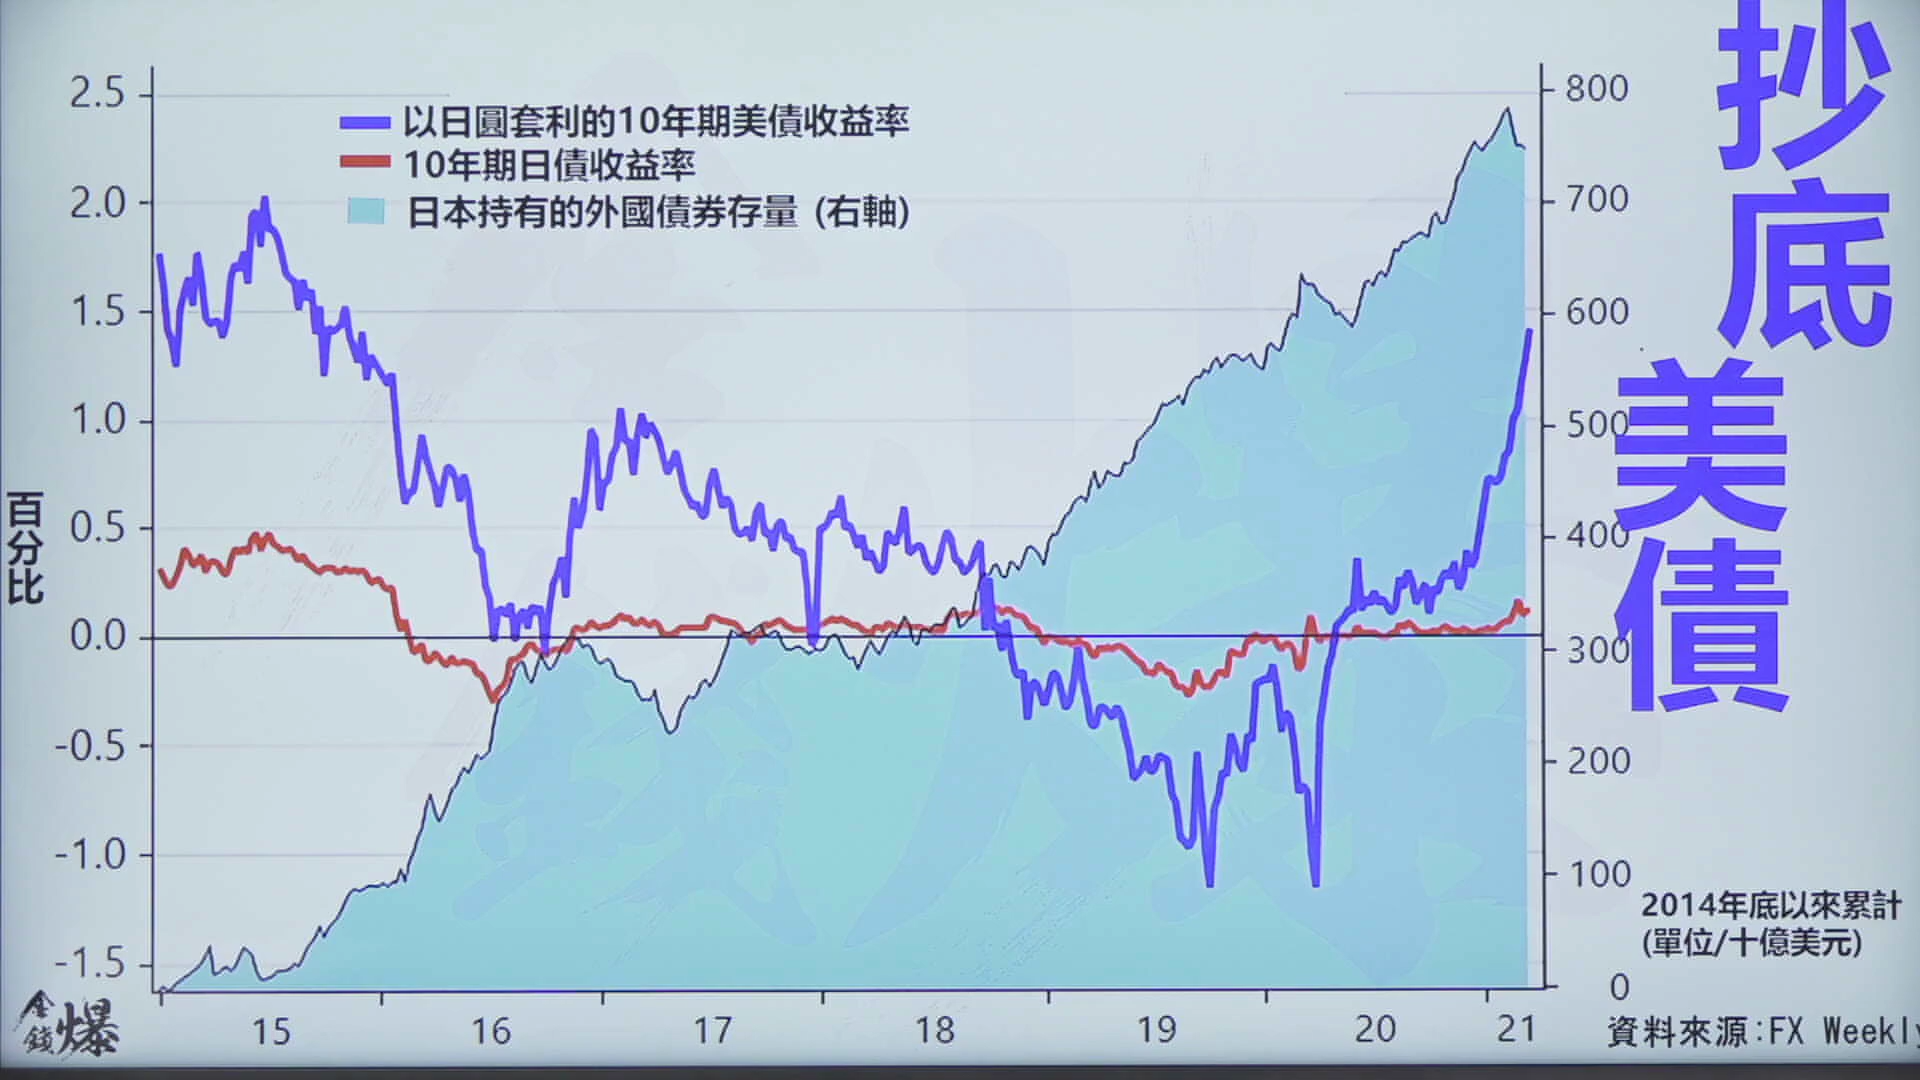 抄底
美債
以日圓套利的10年期美債收益率
10年期日債收益率
日本持有的外國債券存量 (右軸)
百分比
2.5
2.0
1.5
1.0
0.5
0.0
-0.5
-1.0
-1.5
800
700
600
500
400
300
200
100
0
15 16 17 18 19 20 21
2014年底以來累計
(單位/十億美元)
資料來源:FX Weekly
金錢爆